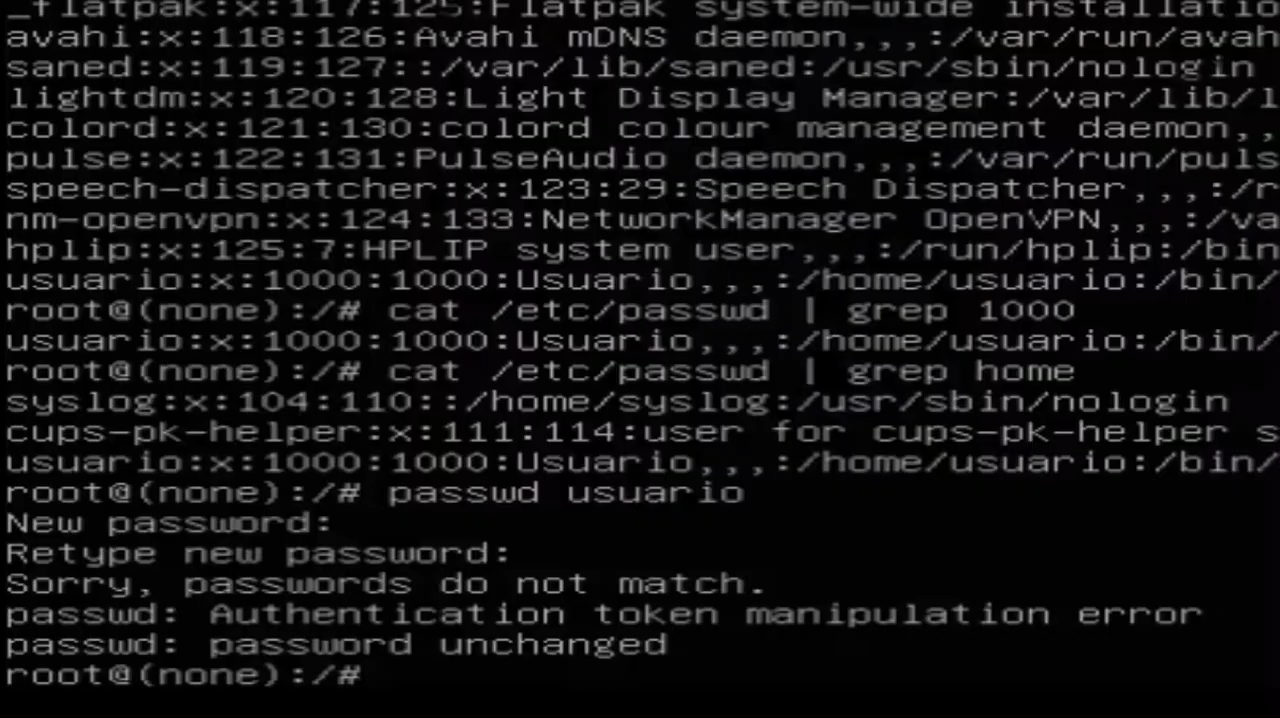 _flatpak:x:117:125:Flatpak system-wide installatio
avahi:x:118:126:Avahi mDNS daemon,,,:/var/run/avah
saned:x:119:127::/var/lib/saned:/usr/sbin/nologin
lightdm:x:120:128:Light Display Manager:/var/lib/l
colord:x:121:130:colord colour management daemon,,
pulse:x:122:131:PulseAudio daemon,,,:/var/run/puls
speech-dispatcher:x:123:29:Speech Dispatcher,,,:/r
nm-openvpn:x:124:133:NetworkManager OpenVPN,,,:/va
hplip:x:125:7:HPLIP system user,,,:/run/hplip:/bin
usuario:x:1000:1000:Usuario,,,:/home/usuario:/bin/
root@(none):/# cat /etc/passwd | grep 1000
usuario:x:1000:1000:Usuario,,,:/home/usuario:/bin/
root@(none):/# cat /etc/passwd | grep home
syslog:x:104:110::/home/syslog:/usr/sbin/nologin
cups-pk-helper:x:111:114:user for cups-pk-helper s
usuario:x:1000:1000:Usuario,,,:/home/usuario:/bin/
root@(none):/# passwd usuario
New password:
Retype new password:
Sorry, passwords do not match.
passwd: Authentication token manipulation error
passwd: password unchanged
root@(none):/#